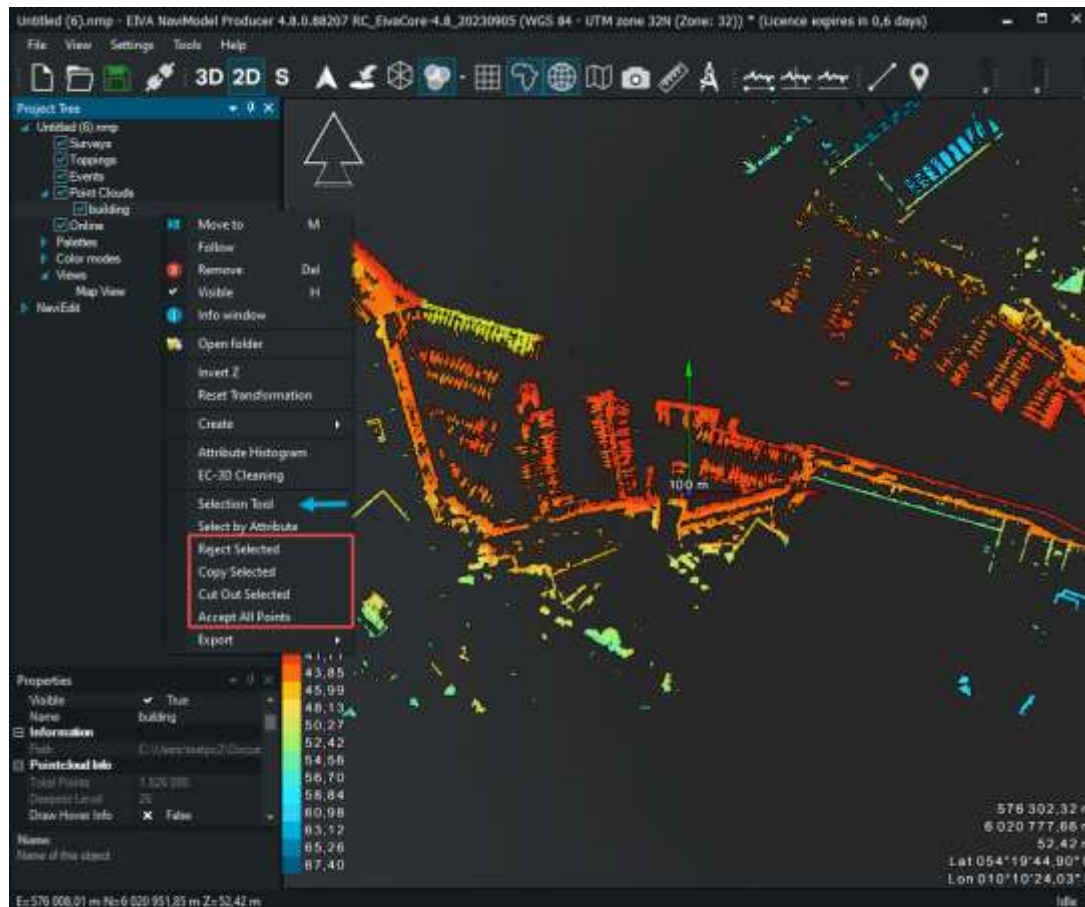 Untitled (6).nmp - EIVA NaviModel Producer 4.8.0.88207 RC_EivaCore-4.8_20230905 (WGS 84 - UTM zone 32N (Zone: 32)) * (Licence expires in 0,6 days)
File View Settings Tools Help
3D 2D S
Project Tree
Untitled (6).nmp
Surveys
Toppings
Events
Point Clouds
building
Online
Palettes
Color modes
Views
Map View
NaviEdit
Move to M
Follow
Remove Del
Visible H
Info window
Open folder
Invert Z
Reset Transformation
Create
Attribute Histogram
EC-3D Cleaning
Selection Tool
Select by Attribute
Reject Selected
Copy Selected
Cut Out Selected
Accept All Points
Export
100 m
41,71
43,85
45,99
48,13
50,27
52,42
54,56
56,70
58,84
60,98
63,12
65,26
67,40
Properties
Visible True
Name building
Information
Path
Pointcloud Info
Total Points
Deepest Level 26
Draw Hover Info False
Name
Name of this object
576 302,32
6 020 777,66
52,42
Lat 054°19'44,90"
Lon 010°10'24,03"
E=576 008,01 m N=6 020 951,85 m Z=52,42 m
Idle